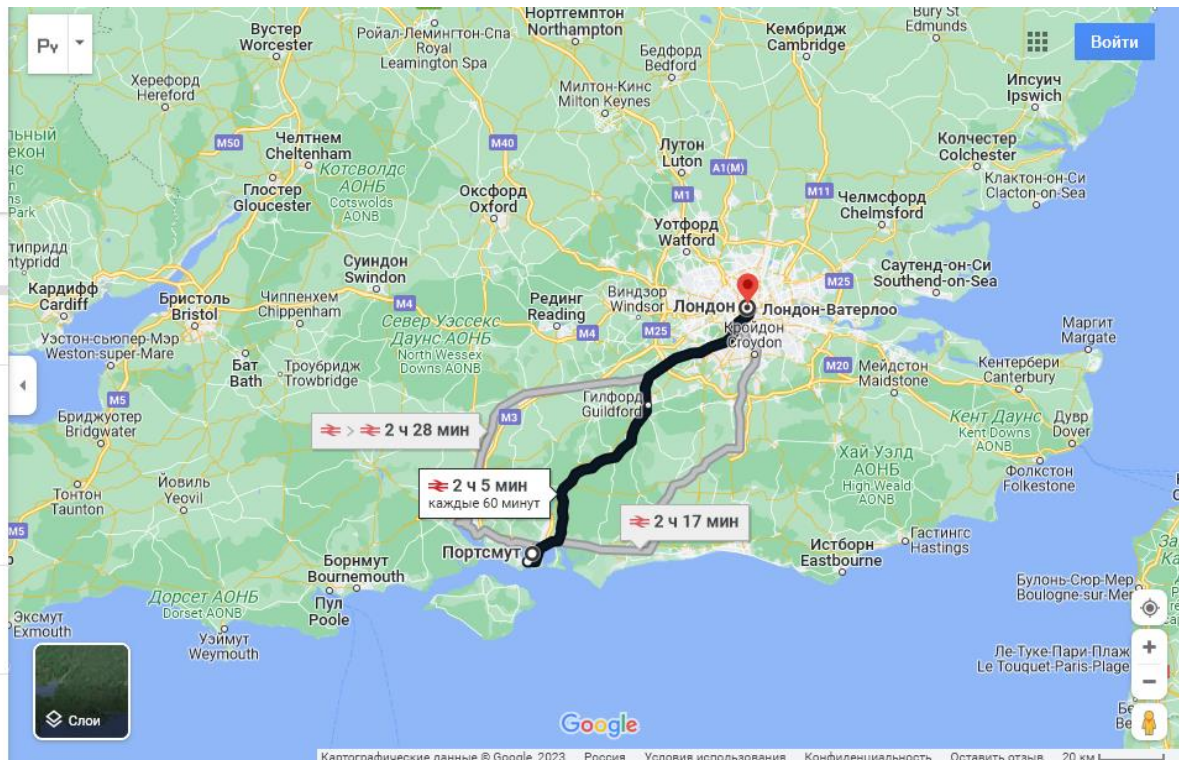 Ру
Войти
Вустер
Worcester
Ройал-Лемингтон-Спа
Royal
Leamington Spa
Нортгемптон
Northampton
Кембридж
Cambridge
Bury St
Edmunds
Бедфорд
Bedford
Херефорд
Hereford
Милтон-Кинс
Milton Keynes
Ипсуич
Ipswich
M50
Челтнем
Cheltenham
M40
Лутон
Luton
A1(M)
Колчестер
Colchester
Котсволдс
АОНБ
Cotswolds
AONB
Глостер
Gloucester
Оксфорд
Oxford
M1
M11
Клактон-он-Си
Clacton-on-Sea
Челмсфорд
Chelmsford
Уотфорд
Watford
Park
Суиндон
Swindon
M25
Саутенд-он-Си
Southend-on-Sea
Кардифф
Cardiff
Бристоль
Bristol
Чиппенхем
Chippenham
M4
Рединг
Reading
Виндзор
Windsor
Лондон
Лондон-Ватерлоо
Север Уэссекс
Даунс АОНБ
North Wessex
Downs AONB
M4
M25
Кройдон
Croydon
Маргит
Margate
Уэстон-сьюпер-Мэр
Weston-super-Mare
Бат
Bath
Троубридж
Trowbridge
M20
Мейдстон
Maidstone
Кентербери
Canterbury
M5
Бриджуотер
Bridgwater
Гилфорд
Guildford
M3
Кент Даунс
Kent Downs
AONB
Дувр
Dover
> 2 ч 28 мин
Хай Уэлд
АОНБ
High Weald
AONB
Фолкстон
Folkestone
2 ч 5 мин
каждые 60 минут
Тонтон
Taunton
Йовиль
Yeovil
2 ч 17 мин
M5
Гастингс
Hastings
Портсмут
Истборн
Eastbourne
Борнмут
Bournemouth
Булонь-Сюр-Мер
Boulogne-sur-Mer
Дорсет АОНБ
Dorset AONB
Пул
Poole
Эксмут
Exmouth
Уэймут
Weymouth
Ле-Туке-Пари-Плаж
Le Touquet-Paris-Plage
Слои
Google
Картографические данные © Google, 2023 Россия Условия использования Конфиденциальность Оставить отзыв 20 км